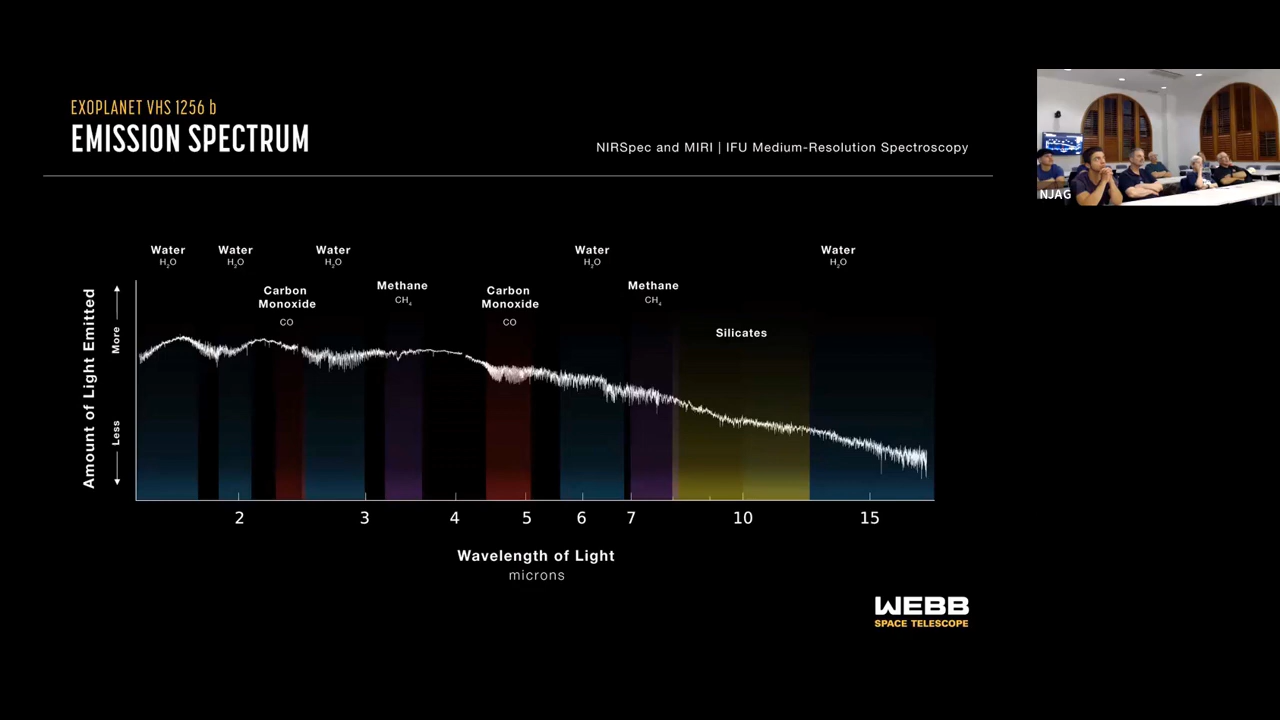 EXOPLANET VHS 1256 b
EMISSION SPECTRUM
NIRSpec and MIRI | IFU Medium-Resolution Spectroscopy
NJAG
Water
H₂O
Water
H₂O
Water
H₂O
Water
H₂O
Water
H₂O
Carbon
Monoxide
CO
Methane
CH₄
Carbon
Monoxide
CO
Methane
CH₄
Silicates
Amount of Light Emitted
More
Less
2 3 4 5 6 7 10 15
Wavelength of Light
microns
WEBB
SPACE TELESCOPE